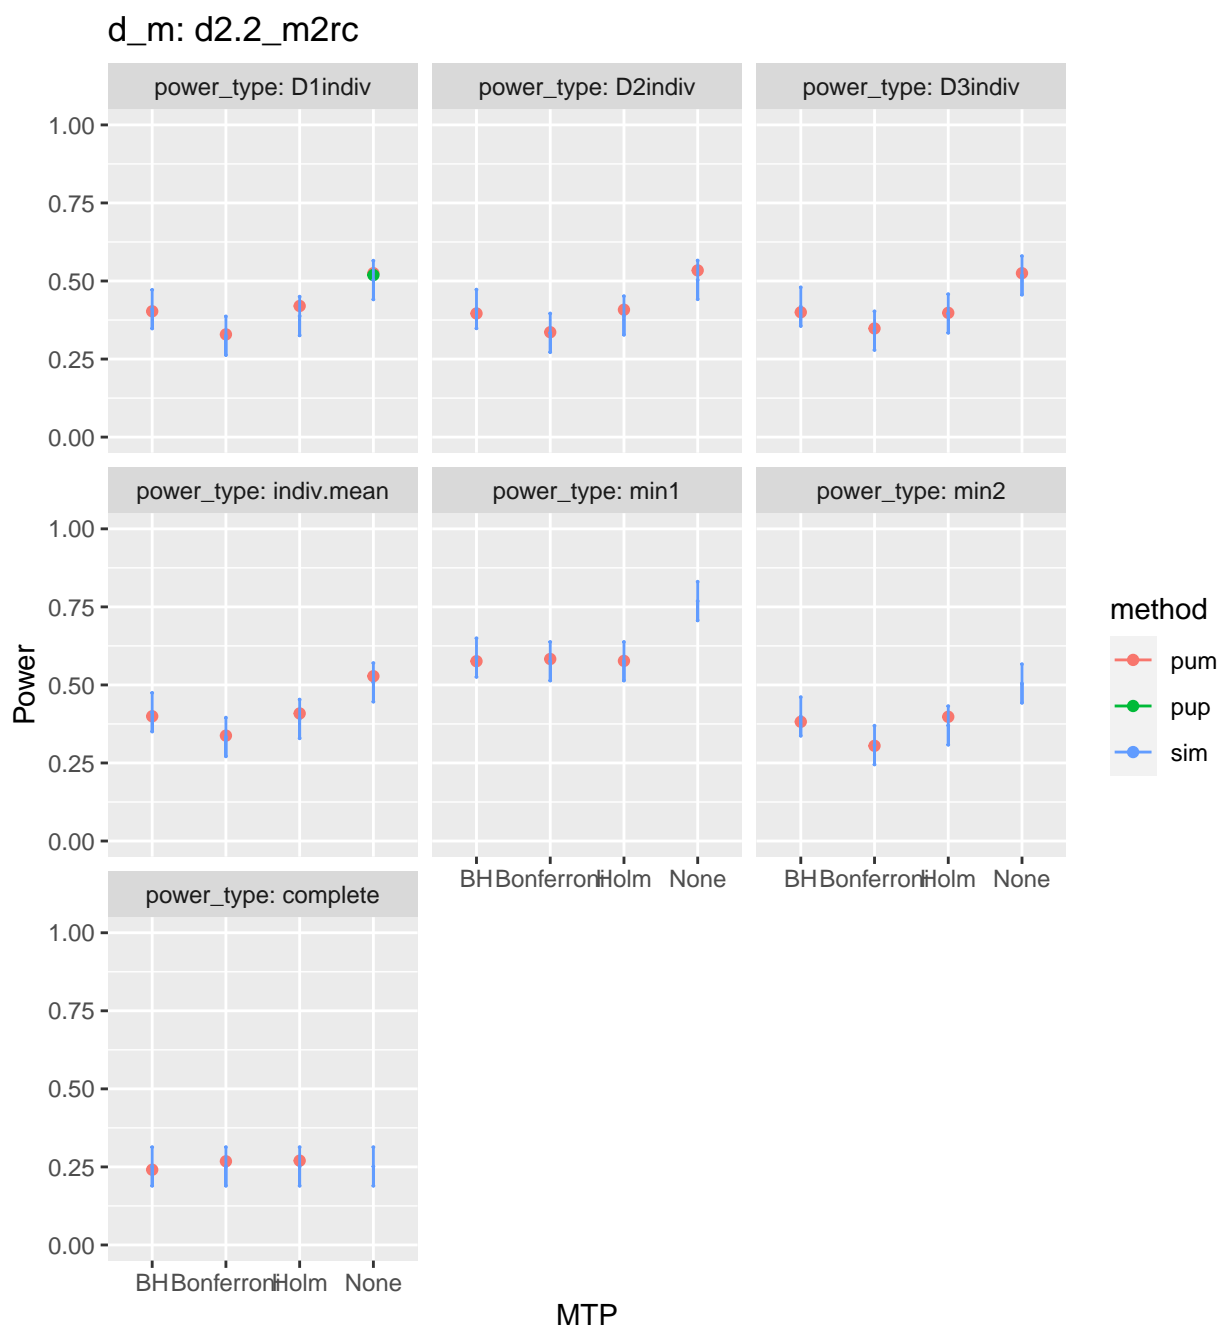 d_m: d2.2_m2rc
power_type: D1indiv
power_type: D2indiv
power_type: D3indiv
1.00
0.75
0.50
0.25
0.00
power_type: indiv.mean
power_type: min1
power_type: min2
1.00
0.75
0.50
0.25
0.00
BH Bonferroni Holm None
BH Bonferroni Holm None
power_type: complete
1.00
0.75
0.50
0.25
0.00
BH Bonferroni Holm None
Power
MTP
method
pum
pup
sim